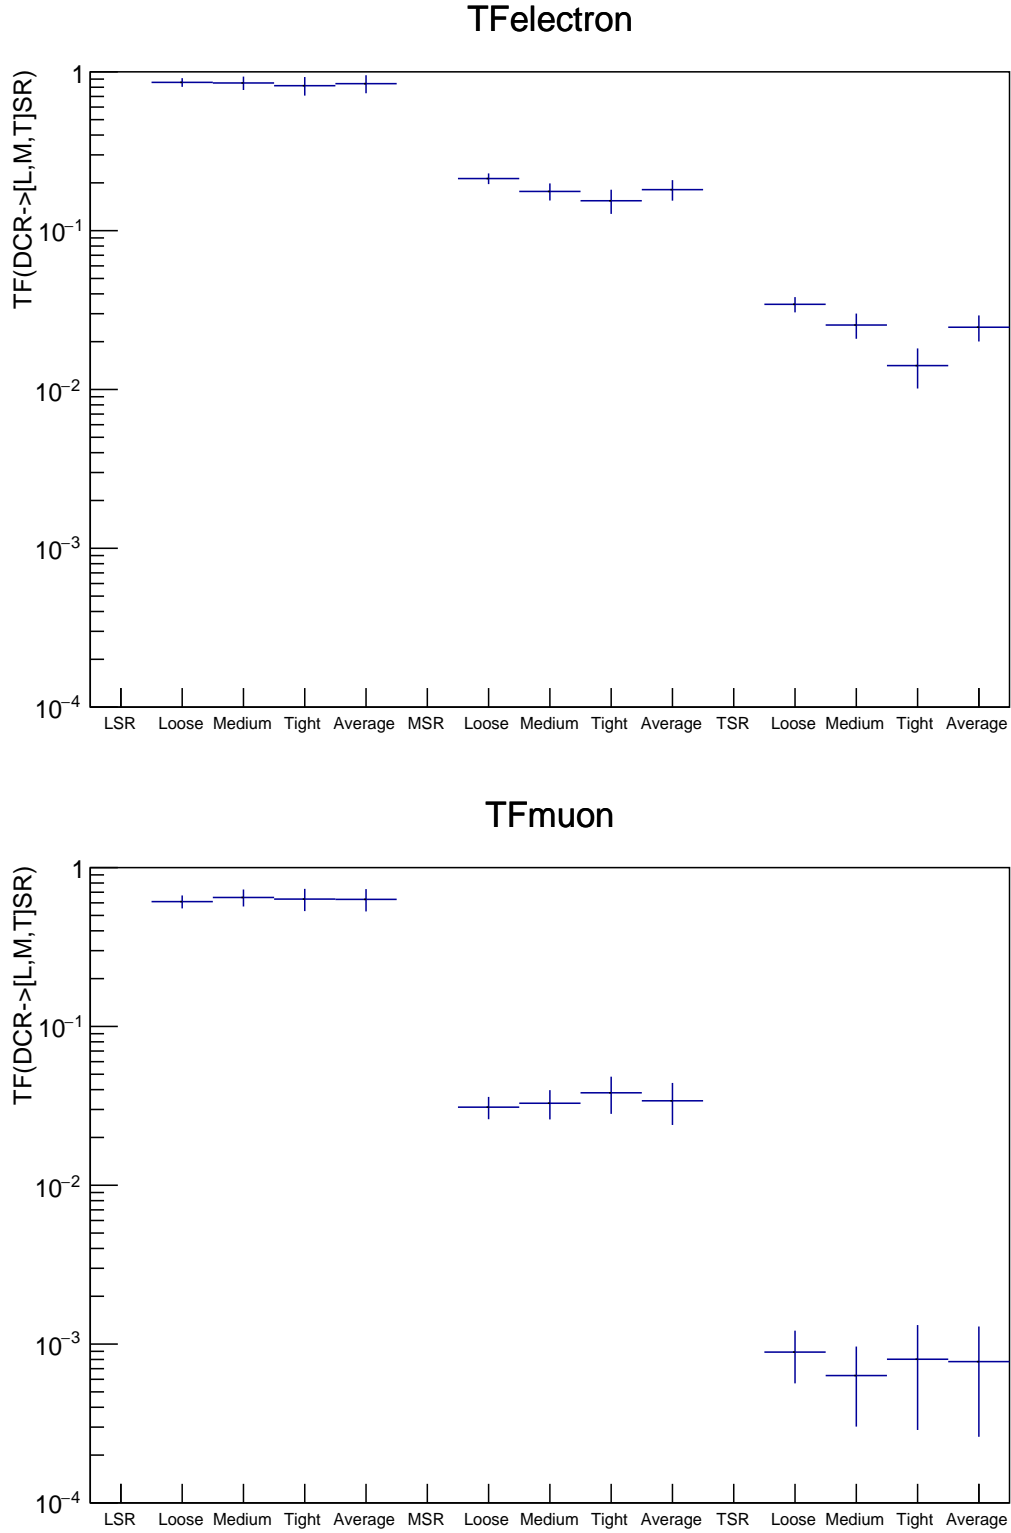 TFelectron
TF(DCR->[L,M,T]SR)
1
10⁻¹
10⁻²
10⁻³
10⁻⁴
LSR Loose Medium Tight Average MSR Loose Medium Tight Average TSR Loose Medium Tight Average
TFmuon
TF(DCR->[L,M,T]SR)
1
10⁻¹
10⁻²
10⁻³
10⁻⁴
LSR Loose Medium Tight Average MSR Loose Medium Tight Average TSR Loose Medium Tight Average